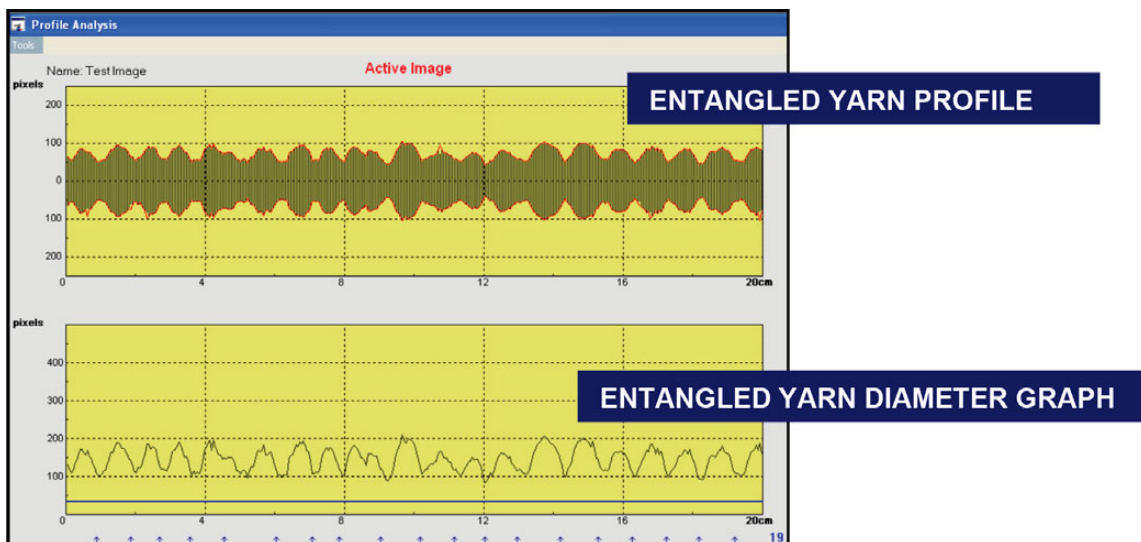 Profile Analysis
Tools
Name: Test Image
Active Image
pixels
ENTANGLED YARN PROFILE
200
100
0
100
200
0 4 8 12 16 20cm
pixels
400
ENTANGLED YARN DIAMETER GRAPH
300
200
100
0 4 8 12 16 20cm
19